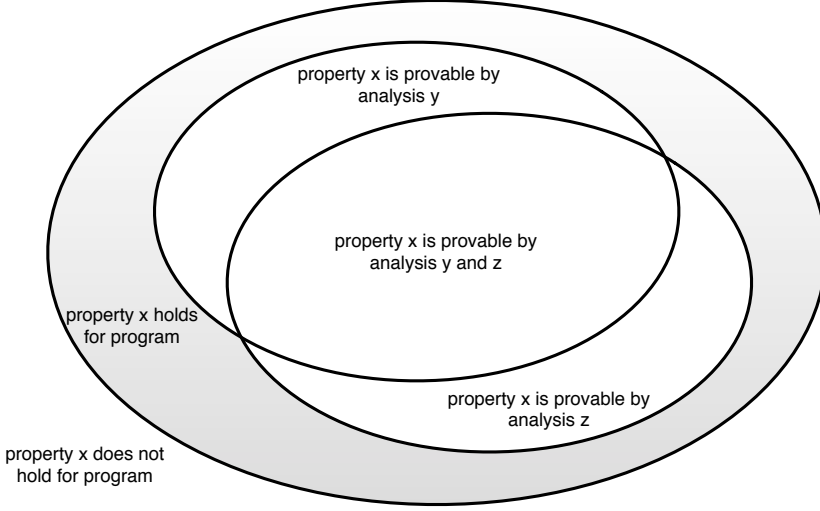 property x is provable by
analysis y
property x is provable by
analysis y and z
property x holds
for program
property x is provable by
analysis z
property x does not
hold for program